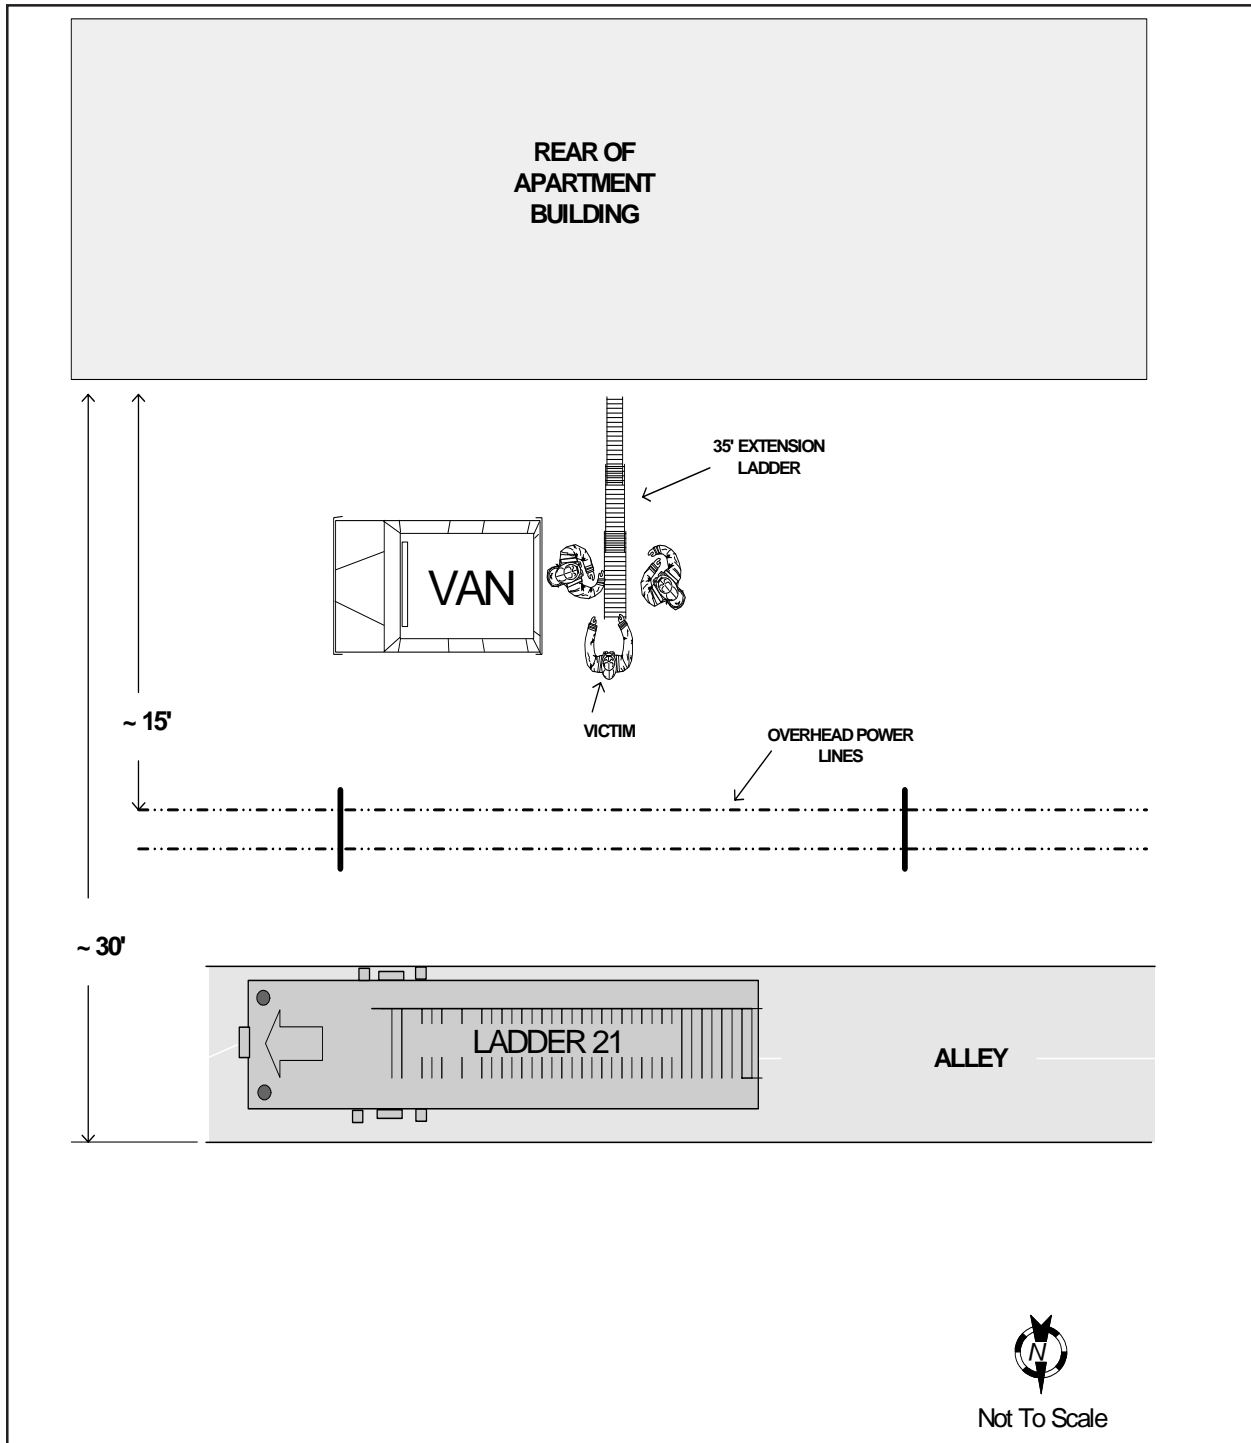 REAR OF
APARTMENT
BUILDING
35' EXTENSION
LADDER
VAN
~ 15'
VICTIM
OVERHEAD POWER
LINES
~ 30'
LADDER 21
ALLEY
N
Not To Scale